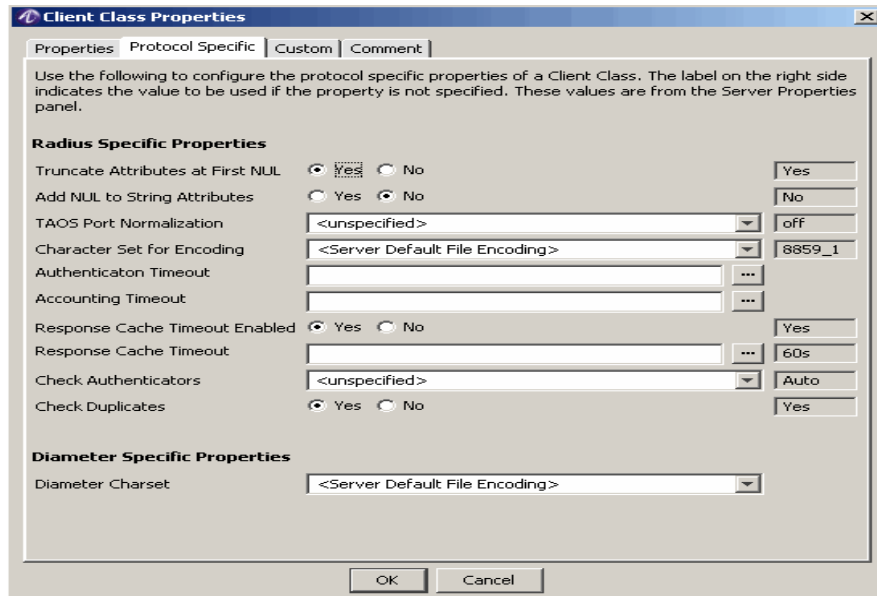 Client Class Properties
Properties Protocol Specific Custom Comment
Use the following to configure the protocol specific properties of a Client Class. The label on the right side
indicates the value to be used if the property is not specified. These values are from the Server Properties
panel.
Radius Specific Properties
Truncate Attributes at First NUL Yes No Yes
Add NUL to String Attributes Yes No No
TAOS Port Normalization <unspecified> off
Character Set for Encoding <Server Default File Encoding> 8859_1
Authenticaton Timeout ...
Accounting Timeout ...
Response Cache Timeout Enabled Yes No Yes
Response Cache Timeout ... 60s
Check Authenticators <unspecified> Auto
Check Duplicates Yes No Yes
Diameter Specific Properties
Diameter Charset <Server Default File Encoding>
OK Cancel